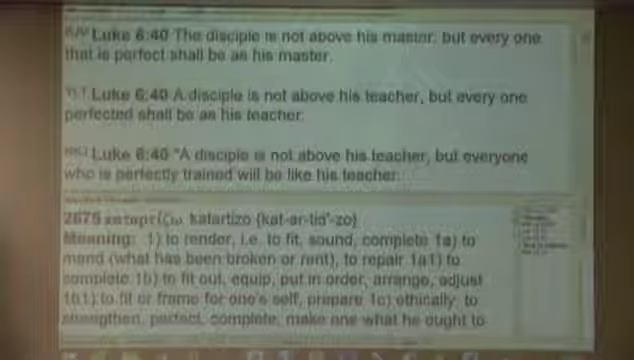 Luke 6:40 The disciple is not above his master: but every one
that is perfect shall be as his master.
YLT Luke 6:40 A disciple is not above his teacher, but every one
perfected shall be as his teacher.
Luke 6:40 "A disciple is not above his teacher, but everyone
who is perfectly trained will be like his teacher.
2675 καταρτίζω katartizo {kat-ar-tid'-zo}
Meaning: 1) to render, i.e. to fit, sound, complete 1a) to
mend (what has been broken or rent), to repair 1a1) to
complete 1b) to fit out, equip, put in order, arrange, adjust
1b1) to fit or frame for one's self, prepare 1c) ethically: to
strengthen, perfect, complete, make one what he ought to